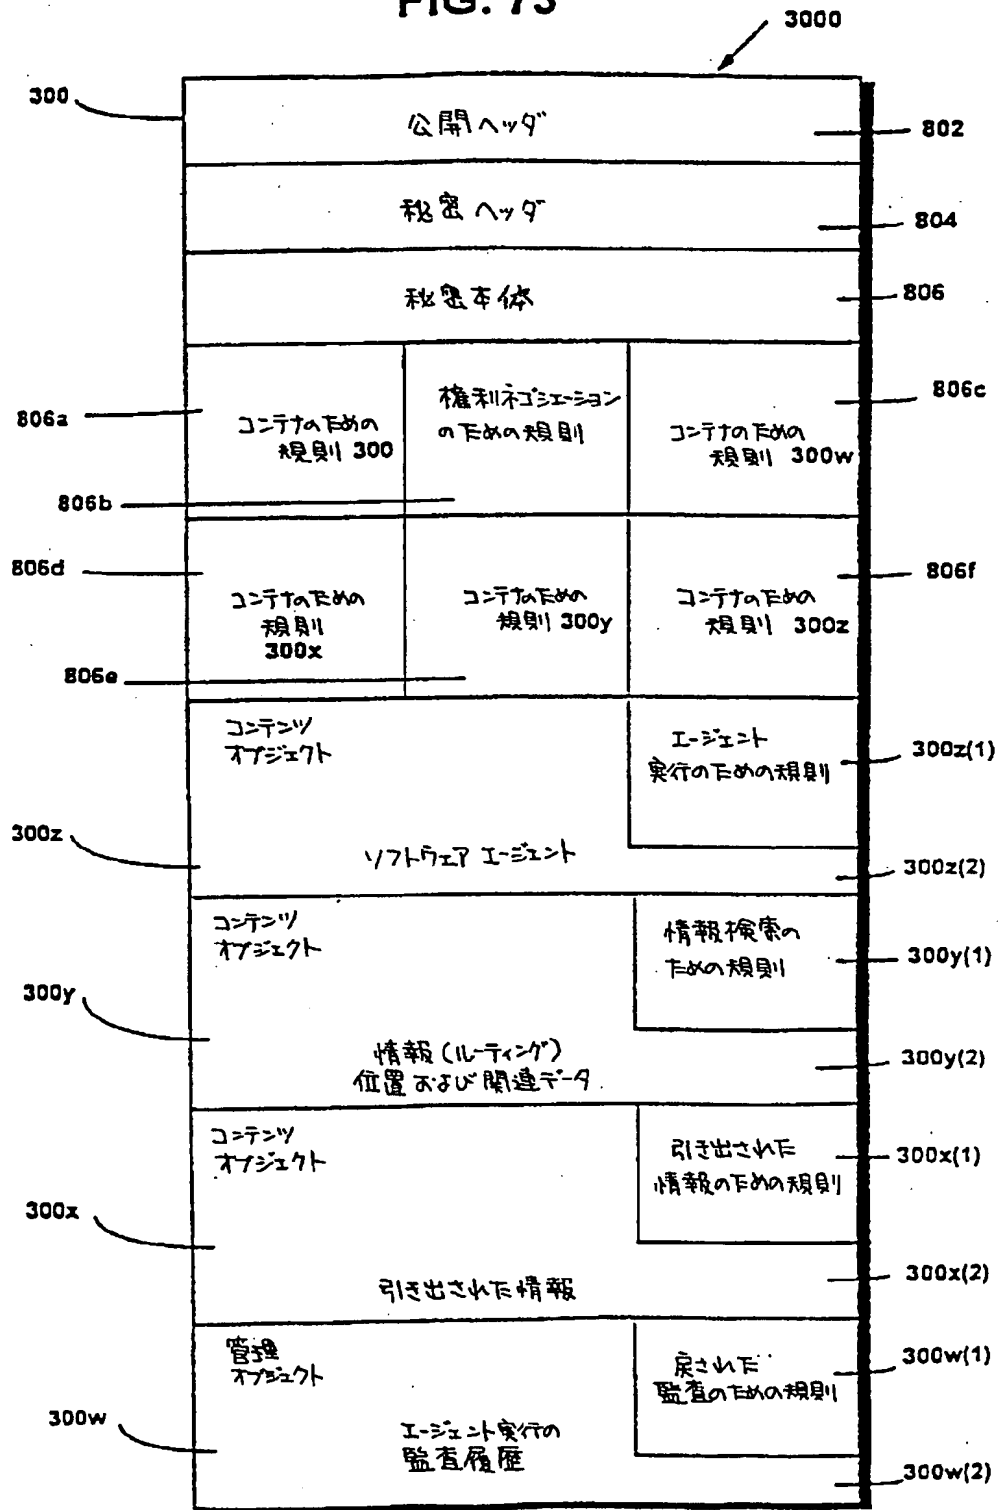 FIG. 73
3000
300
公開ヘッダ
802
秘密ヘッダ
804
秘密本体
806
806a
コンテナのための
規則 300
権利ネゴシエーション
のための規則
806c
コンテナのための
規則 300w
806b
806d
コンテナのための
規則
300x
コンテナのための
規則 300y
806f
コンテナのための
規則 300z
806e
コンテンツ
オブジェクト
エージェント
実行のための規則
300z(1)
300z
ソフトウェア エージェント
300z(2)
コンテンツ
オブジェクト
情報検索の
ための規則
300y(1)
300y
情報(ルーティング)
位置および関連データ
300y(2)
コンテンツ
オブジェクト
引き出された
情報のための規則
300x(1)
300x
引き出された情報
300x(2)
管理
オブジェクト
戻された
監査のための規則
300w(1)
300w
エージェント実行の
監査履歴
300w(2)